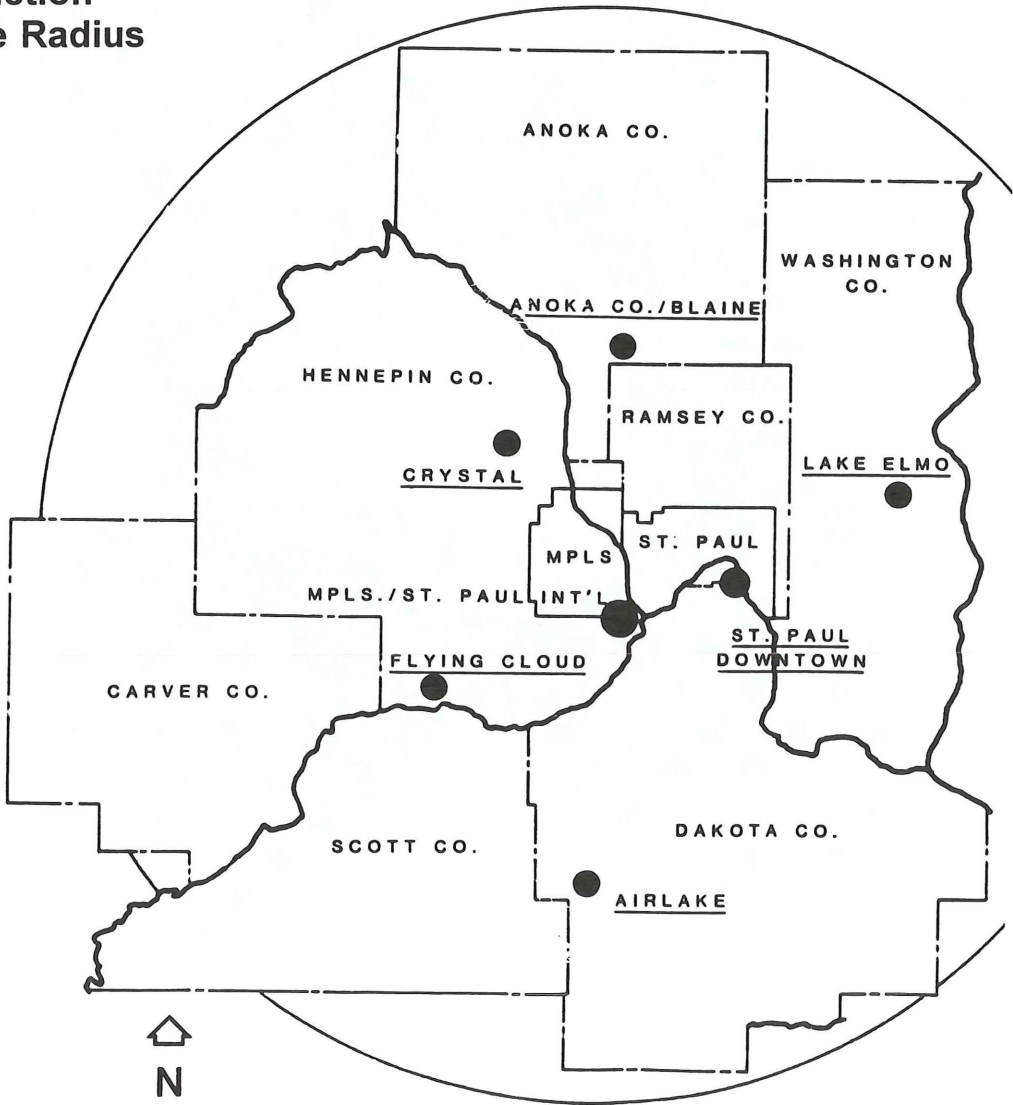 e Radius
ANOKA CO.
WASHINGTON
CO.
ANOKA CO./BLAINE
HENNEPIN CO.
RAMSEY CO.
CRYSTAL
LAKE ELMO
MPLS
ST. PAUL
MPLS./ST. PAUL INT'L
ST. PAUL
DOWNTOWN
FLYING CLOUD
CARVER CO.
SCOTT CO.
DAKOTA CO.
AIRLAKE
N